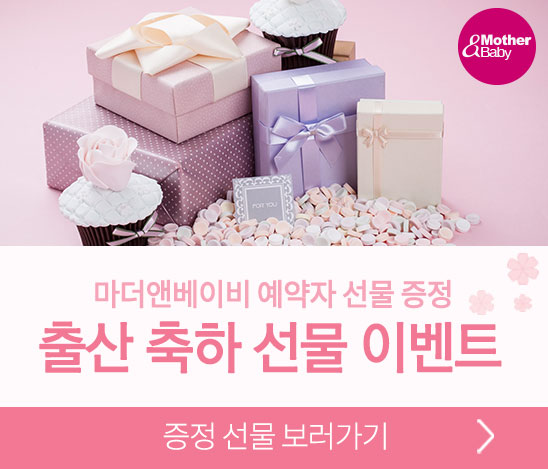 Mother
&Baby
FOR YOU
마더앤베이비 예약자 선물 증정
출산 축하 선물 이벤트
증정 선물 보러가기